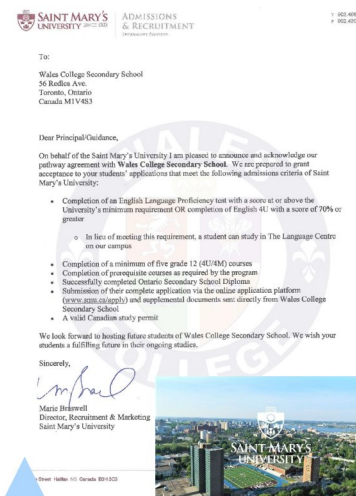 SAINT MARY'S
UNIVERSITY SINCE 1802
ADMISSIONS
& RECRUITMENT
To:
Wales College Secondary School
56 Redlea Ave.
Toronto, Ontario
Canada M1V4S3
Dear Principal/Guidance,
On behalf of the Saint Mary's University I am pleased to announce and acknowledge our
pathway agreement with Wales College Secondary School. We are prepared to grant
acceptance to your students' applications that meet the following admissions criteria of Saint
Mary's University:
• Completion of an English Language Proficiency test with a score at or above the
University's minimum requirement OR completion of English 4U with a score of 70% or
greater
o In lieu of meeting this requirement, a student can study in The Language Centre
on our campus
• Completion of a minimum of five grade 12 (4U/4M) courses
• Completion of prerequisite courses as required by the program
• Successfully completed Ontario Secondary School Diploma
• Submission of their complete application via the online application platform
(www.smu.ca/apply) and supplemental documents sent directly from Wales College
Secondary School
• A valid Canadian study permit
We look forward to hosting future students of Wales College Secondary School. We wish your
students a fulfilling future in their ongoing studies.
Sincerely,
Marie Braswell
Director, Recruitment & Marketing
Saint Mary's University
SAINT MARY'S
UNIVERSITY
Street Halifax NS Canada B3H3C3